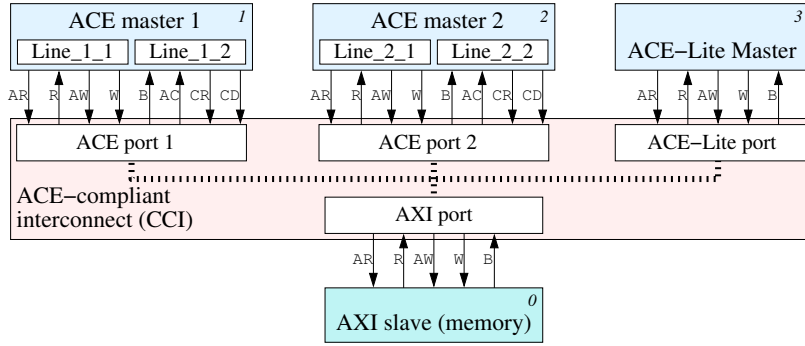 ACE master 1
1
Line_1_1
Line_1_2
ACE master 2
2
Line_2_1
Line_2_2
3
ACE−Lite Master
AR R AW W B AC CR CD
AR R AW W B AC CR CD
AR R AW W B
ACE port 1
ACE port 2
ACE−Lite port
ACE−compliant
interconnect (CCI)
AXI port
AR R AW W B
0
AXI slave (memory)